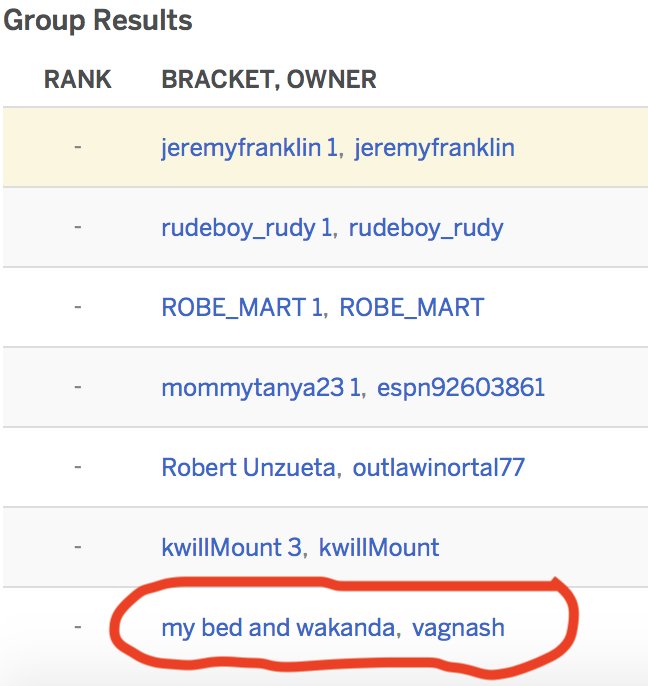 Group Results
RANK BRACKET, OWNER
- jeremyfranklin 1, jeremyfranklin
- rudeboy_rudy 1, rudeboy_rudy
- ROBE_MART 1, ROBE_MART
- mommytanya23 1, espn92603861
- Robert Unzueta, outlawinortal77
- kwillMount 3, kwillMount
- my bed and wakanda, vagnash